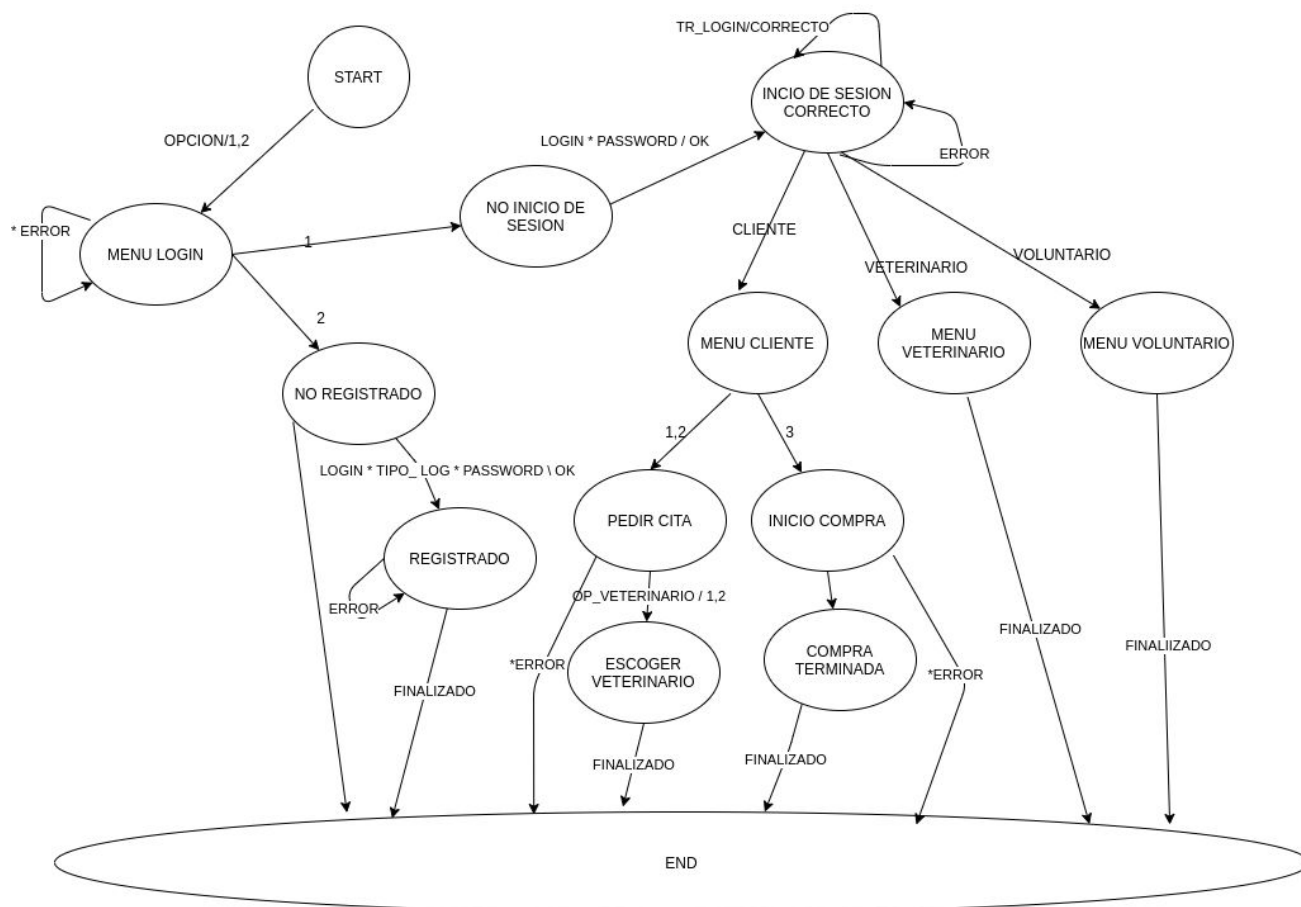 START
TR_LOGIN/CORRECTO
INCIO DE SESION
CORRECTO
OPCION/1,2
LOGIN * PASSWORD / OK
ERROR
* ERROR
MENU LOGIN
1
NO INICIO DE
SESION
CLIENTE
VETERINARIO
VOLUNTARIO
2
MENU CLIENTE
MENU
VETERINARIO
MENU VOLUNTARIO
NO REGISTRADO
1,2
3
LOGIN * TIPO_ LOG * PASSWORD \ OK
PEDIR CITA
INICIO COMPRA
REGISTRADO
ERROR
OP_VETERINARIO / 1,2
FINALIZADO
FINALIIZADO
*ERROR
ESCOGER
VETERINARIO
COMPRA
TERMINADA
*ERROR
FINALIZADO
FINALIZADO
FINALIZADO
END